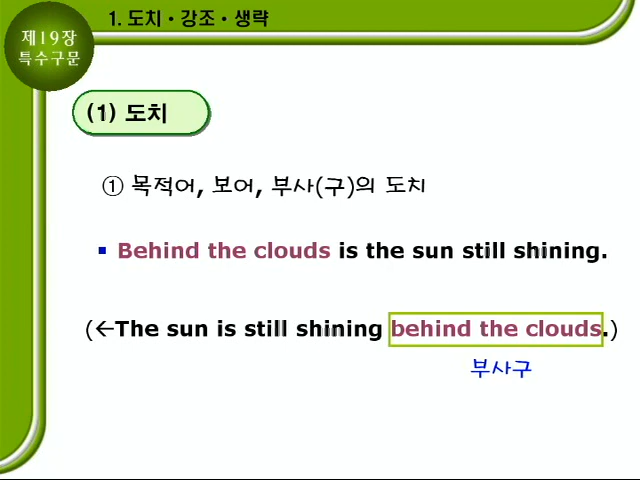 1. 도치 · 강조 · 생략
제19장
특수구문
(1) 도치
① 목적어, 보어, 부사(구)의 도치
▪ Behind the clouds is the sun still shining.
(←The sun is still shining behind the clouds.)
부사구